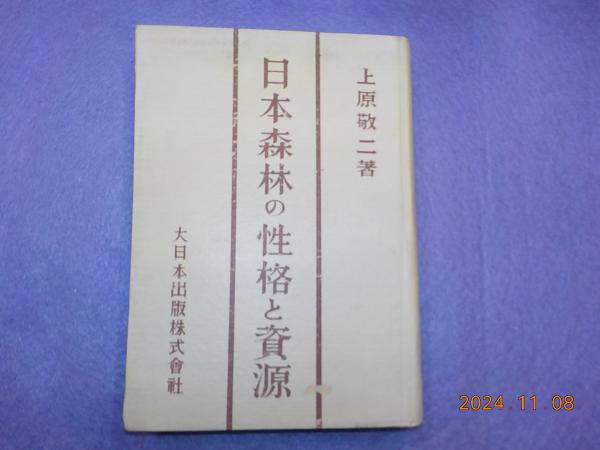 上原敬二著
日本森林の性格と資源
大日本出版株式會社
2024.11.08